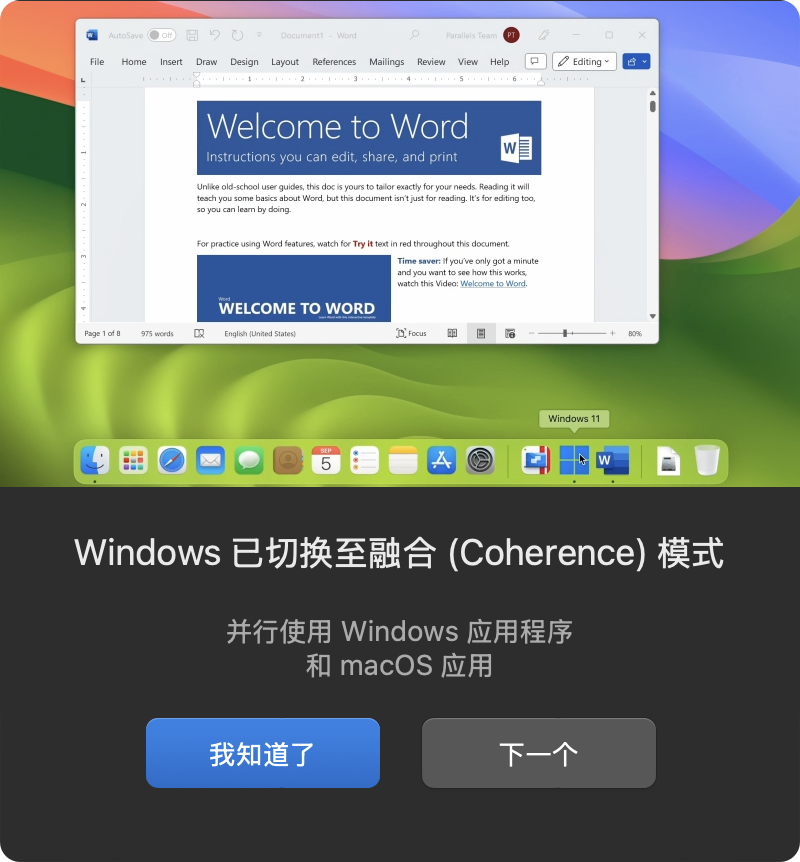 AutoSave Off Document1 - Word Parallels Team PT
File Home Insert Draw Design Layout References Mailings Review View Help Editing
1 2 3 4 5 6
Welcome to Word
Instructions you can edit, share, and print
W
Unlike old-school user guides, this doc is yours to tailor exactly for your needs. Reading it will
teach you some basics about Word, but this document isn't just for reading. It's for editing too,
so you can learn by doing.
For practice using Word features, watch for Try it text in red throughout this document.
Time saver: If you've only got a minute
and you want to see how this works,
watch this Video: Welcome to Word.
Word
WELCOME TO WORD
Page 1 of 8 975 words English (United States) Focus 80%
Windows 11
SEP
5
W
Windows 已切换至融合 (Coherence) 模式
并行使用 Windows 应用程序
和 macOS 应用
我知道了 下一个